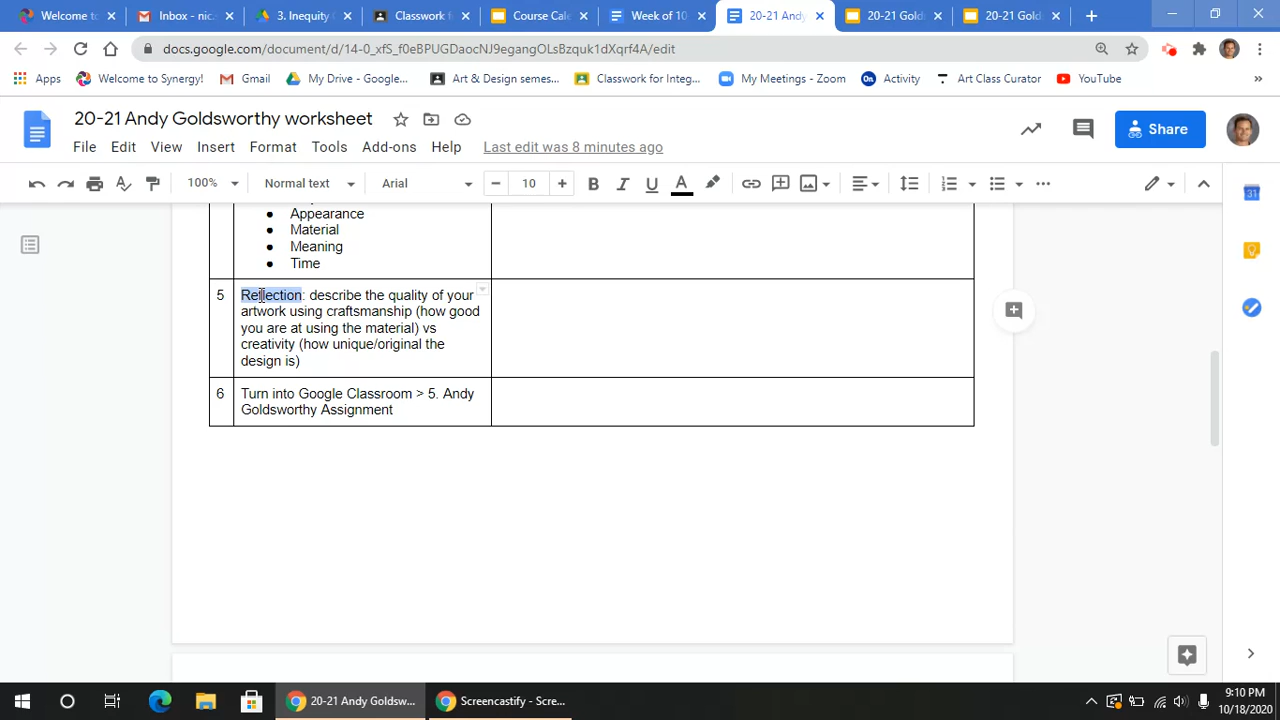 Welcome to
Inbox - nic.s
3. Inequity C
Classwork f
Course Cale
Week of 10
20-21 Andy
20-21 Golds
20-21 Golds
docs.google.com/document/d/14-0_xfS_f0eBPUGDaocNJ9egangOLsBzquk1dXqrf4A/edit
Apps
Welcome to Synergy!
Gmail
My Drive - Google...
Art & Design semes...
Classwork for Integ...
My Meetings - Zoom
Activity
Art Class Curator
YouTube
20-21 Andy Goldsworthy worksheet
Share
File Edit View Insert Format Tools Add-ons Help Last edit was 8 minutes ago
100% Normal text Arial 10
Appearance
Material
Meaning
Time
5 Reflection: describe the quality of your
artwork using craftsmanship (how good
you are at using the material) vs
creativity (how unique/original the
design is)
6 Turn into Google Classroom > 5. Andy
Goldsworthy Assignment
20-21 Andy Goldsw...
Screencastify - Scre...
9:10 PM
10/18/2020